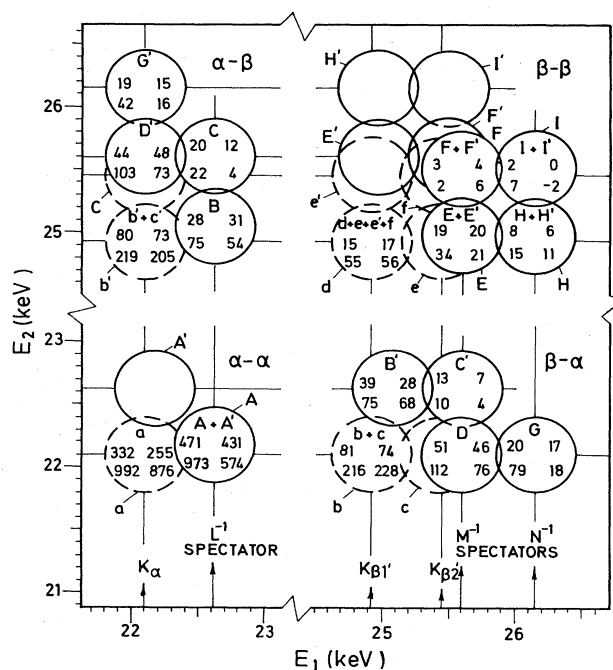 G' α-β H' I'
19 15
42 16
26
D' C E' F' F I
44 48 20 12 F+F' I+I'
103 73 22 4 3 4 2 0
2 6 7 -2
C B e' f
b'+c' d+e+e'+f E+E' H+H'
25
80 73 28 31 15 17 19 20 8 6
219 205 75 54 55 56 34 21 15 11
b' d e E H
E₂ (keV)
23
A' α-α B' C' β-α
A
39 28 13 7
75 68 10 4
a A+A' b+c D G
332 255 471 431 81 74 51 46 20 17
992 876 973 574 216 228 112 76 79 18
22
a b c
L⁻¹ M⁻¹ N⁻¹
SPECTATOR SPECTATORS
Kα Kβ1' Kβ2'
21
22 23 25 26
E₁ (keV)
β-β